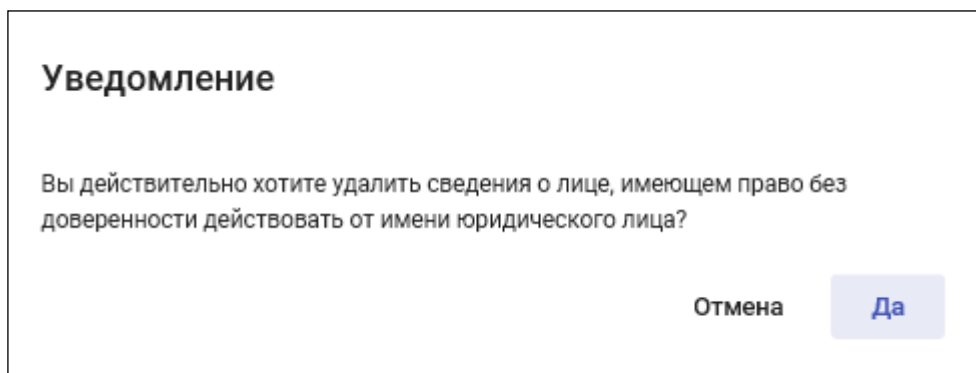 Уведомление
Вы действительно хотите удалить сведения о лице, имеющем право без
доверенности действовать от имени юридического лица?
Отмена Да